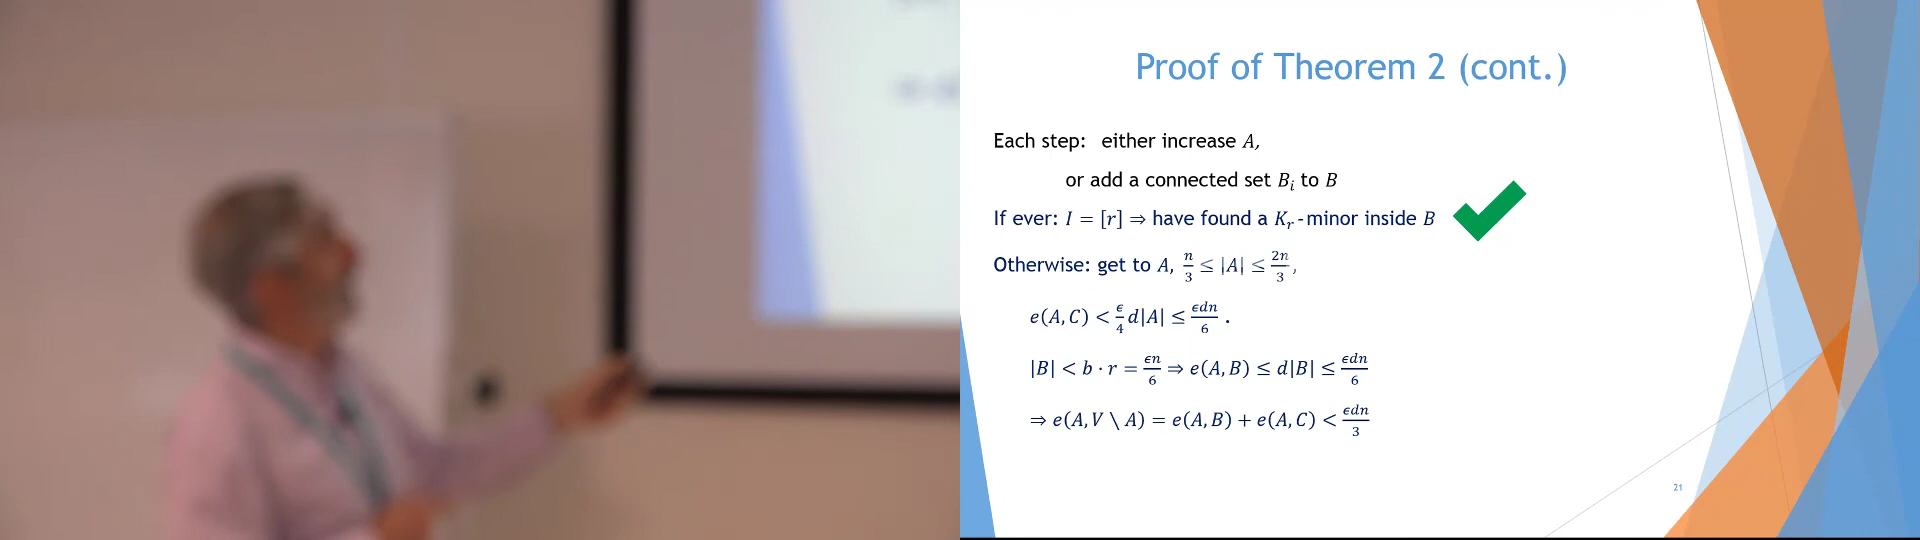 Proof of Theorem 2 (cont.)
Each step: either increase A,
or add a connected set B_i to B
If ever: I = [r] ⇒ have found a K_r-minor inside B
Otherwise: get to A, n/3 ≤ |A| ≤ 2n/3,
e(A, C) < ϵ/4 d|A| ≤ ϵdn/6 .
|B| < b · r = ϵn/6 ⇒ e(A, B) ≤ d|B| ≤ ϵdn/6
⇒ e(A, V \ A) = e(A, B) + e(A, C) < ϵdn/3
21